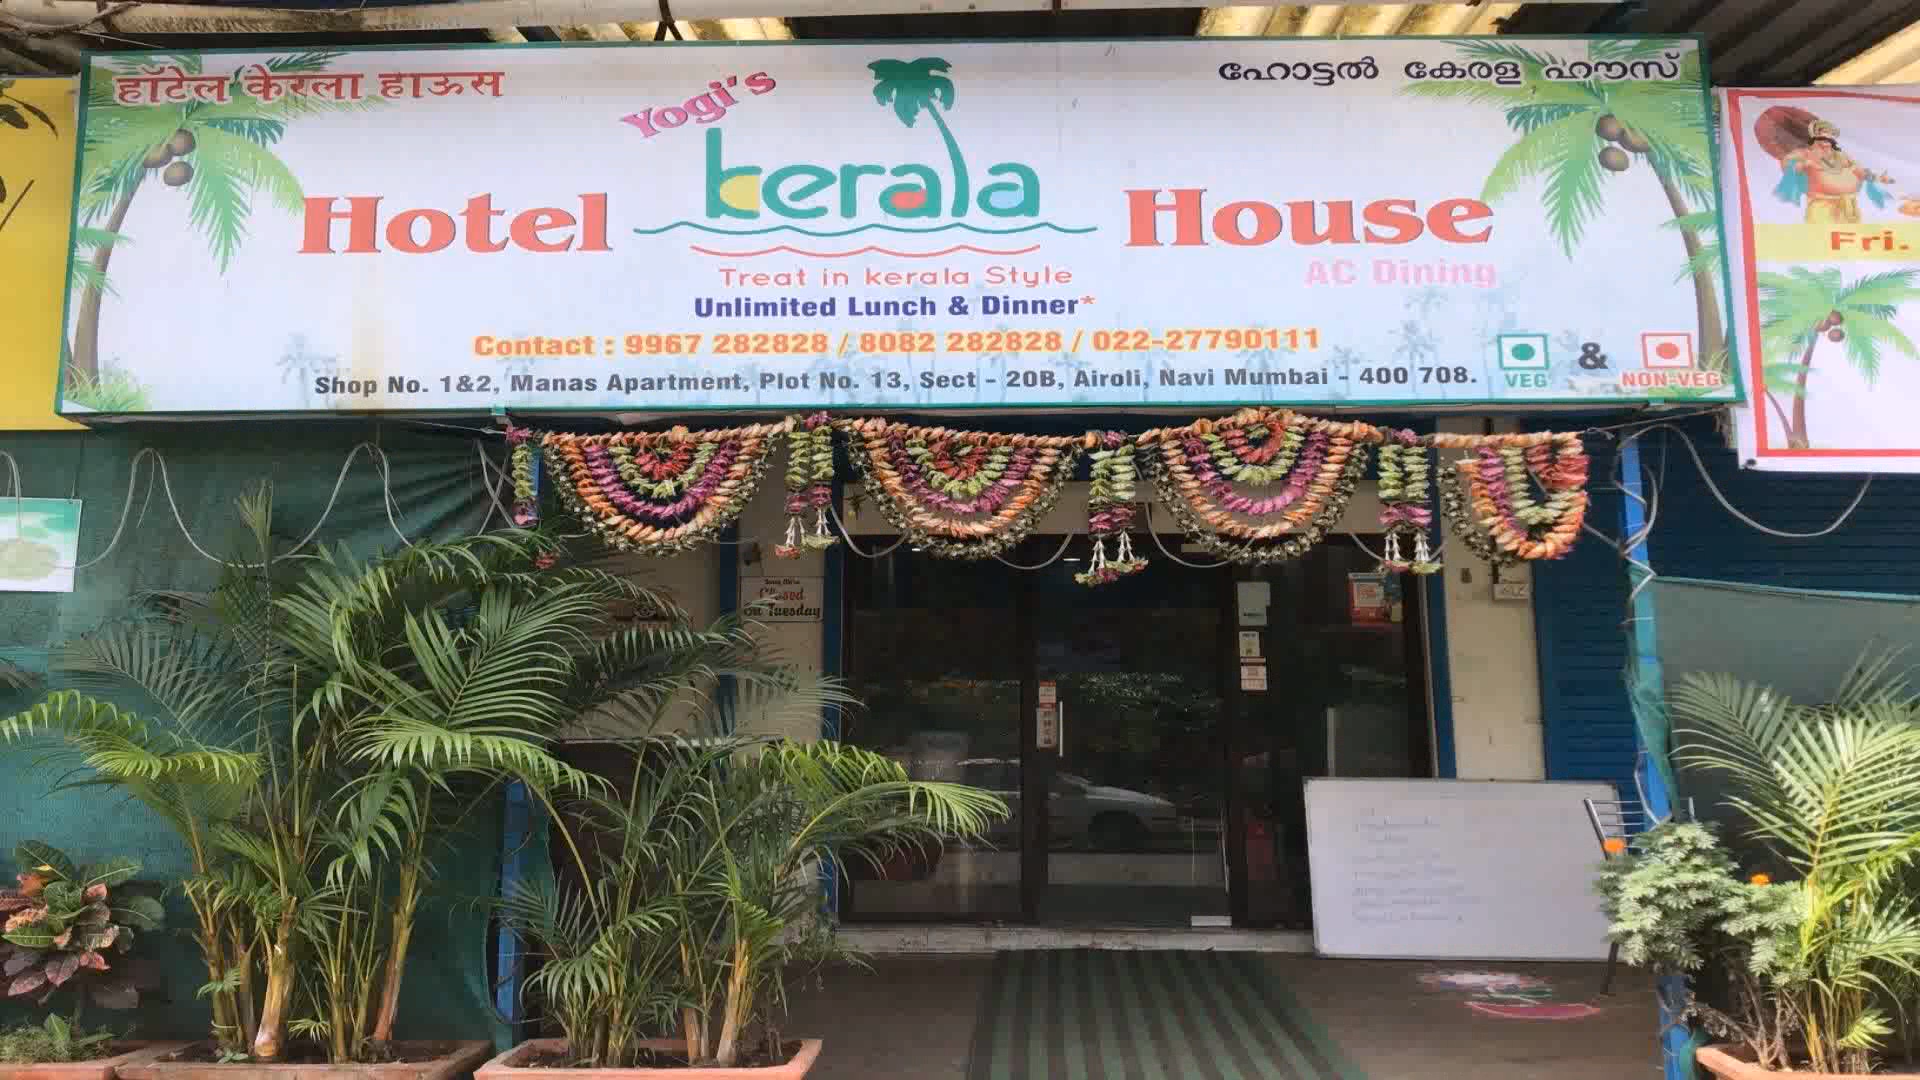 हॉटेल केरला हाऊस
ഹോട്ടൽ കേരള ഹൗസ്
Yogi's
Hotel kerala House
Treat in kerala Style
AC Dining
Unlimited Lunch & Dinner*
Contact : 9967 282828 / 8082 282828 / 022-27790111
Shop No. 1&2, Manas Apartment, Plot No. 13, Sect - 20B, Airoli, Navi Mumbai - 400 708.
VEG & NON-VEG
Fri.
Closed
on Tuesday